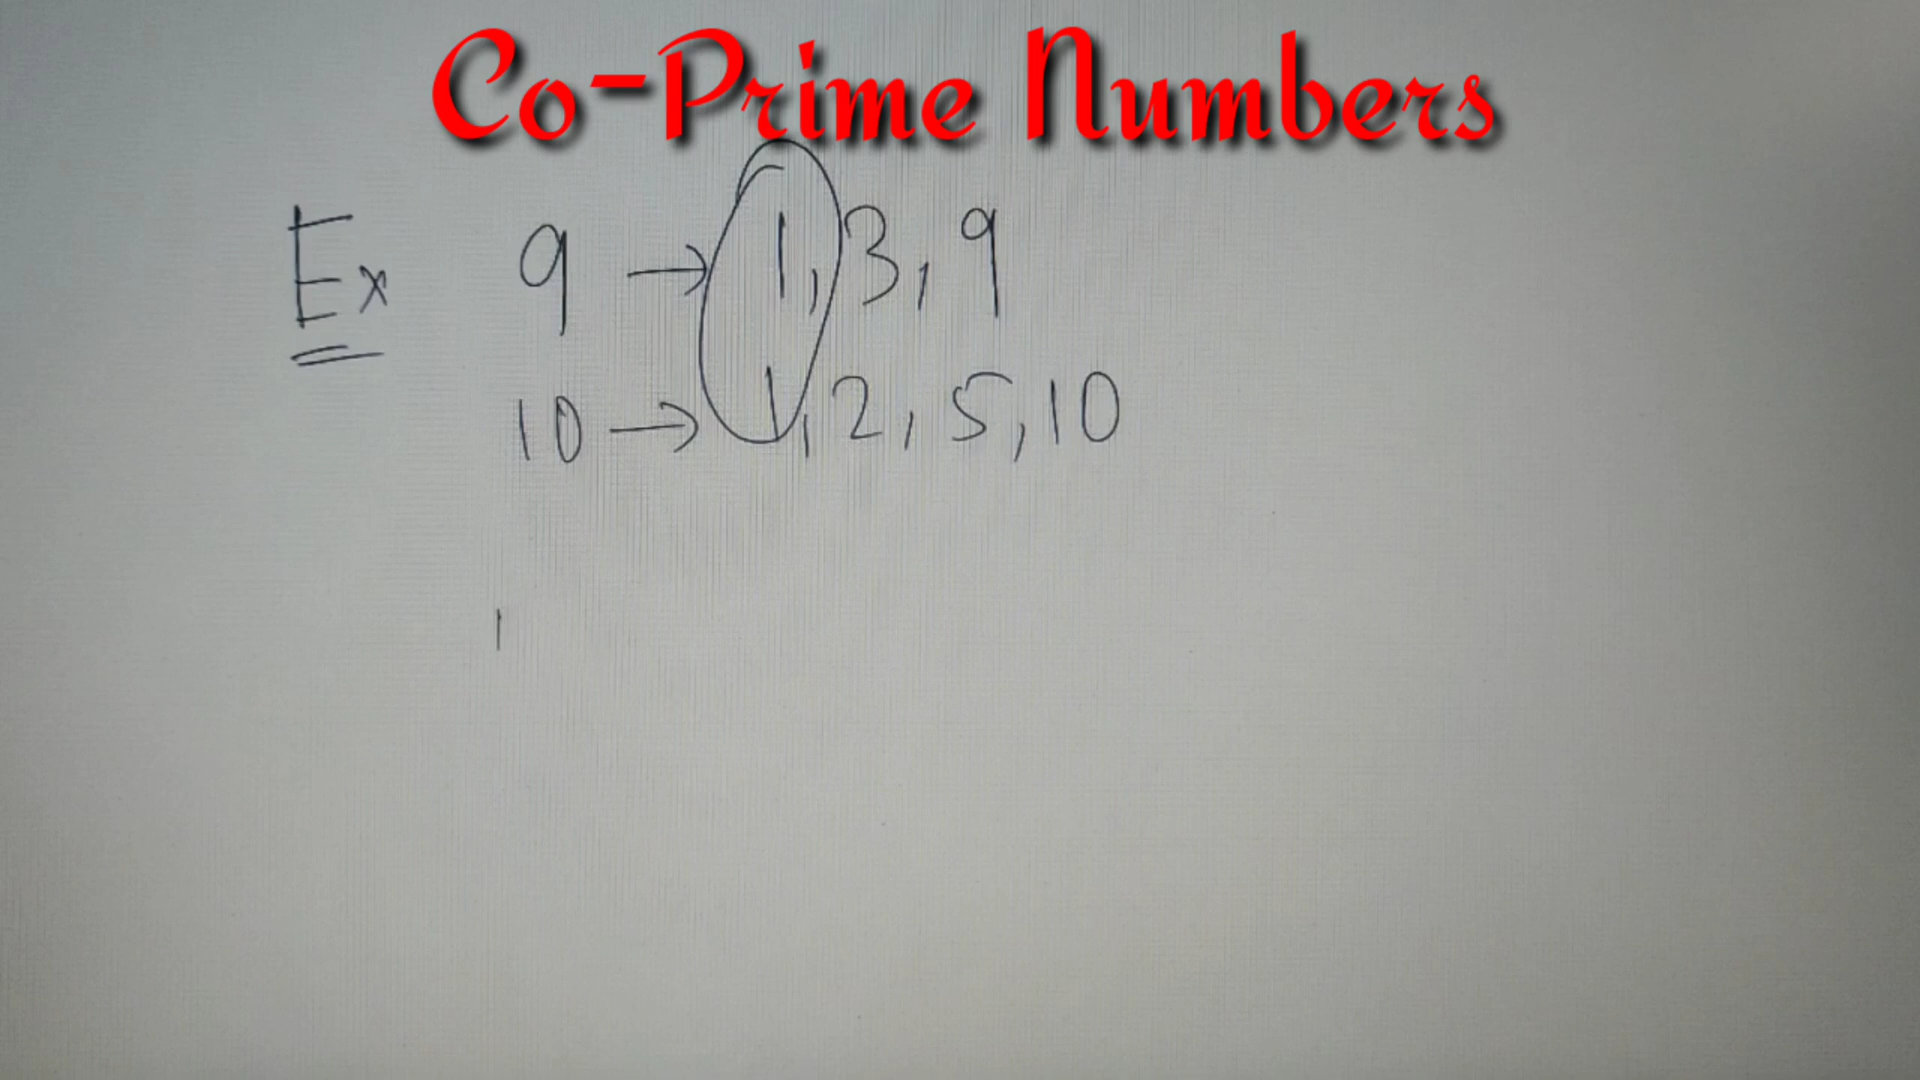 Co-Prime Numbers
Ex 9 → 1, 3, 9
10 → 1, 2, 5, 10